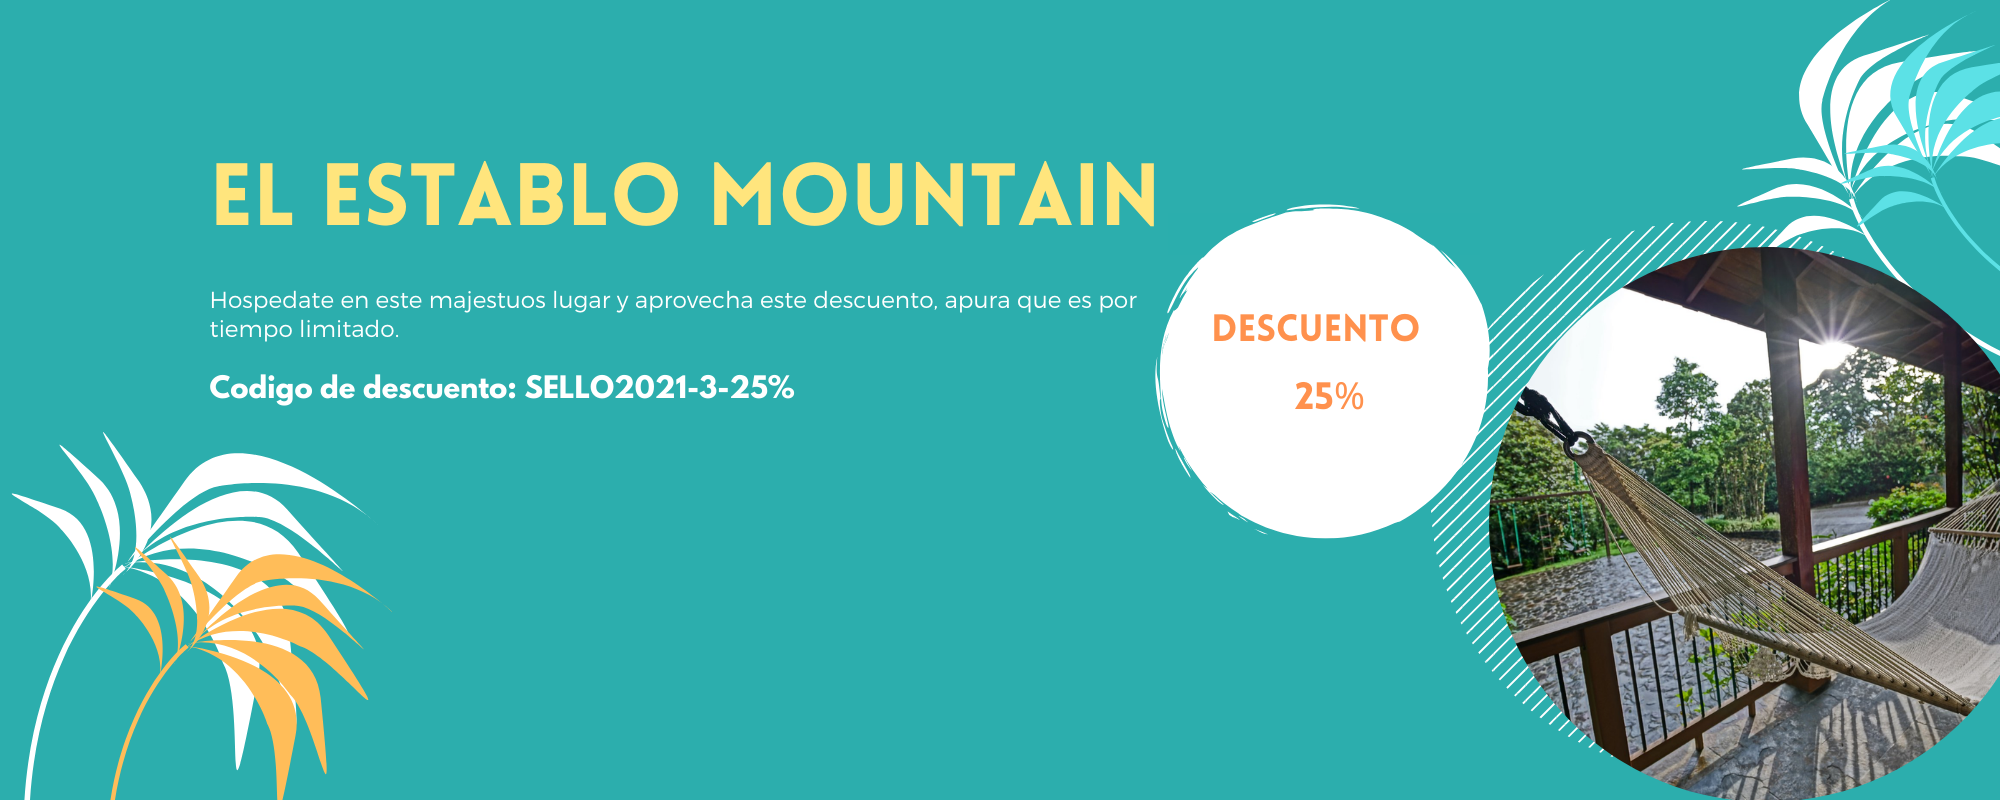 EL ESTABLO MOUNTAIN
Hospedate en este majestuos lugar y aprovecha este descuento, apura que es por
tiempo limitado.
Codigo de descuento: SELLO2021-3-25%
DESCUENTO
25%